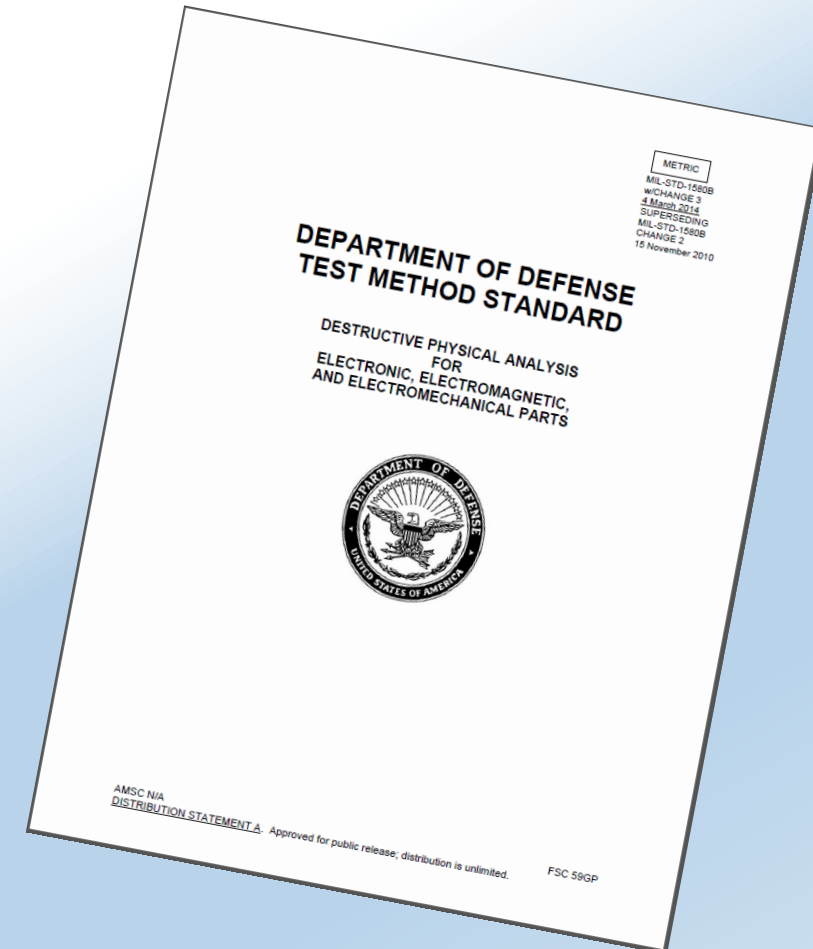 METRIC
MIL-STD-1580B
w/CHANGE 3
4 March 2014
SUPERSEDING
MIL-STD-1580B
CHANGE 2
15 November 2010
DEPARTMENT OF DEFENSE
TEST METHOD STANDARD
DESTRUCTIVE PHYSICAL ANALYSIS
FOR
ELECTRONIC, ELECTROMAGNETIC,
AND ELECTROMECHANICAL PARTS
DEPARTMENT OF DEFENSE
UNITED STATES OF AMERICA
AMSC N/A
DISTRIBUTION STATEMENT A. Approved for public release; distribution is unlimited.
FSC 59GP